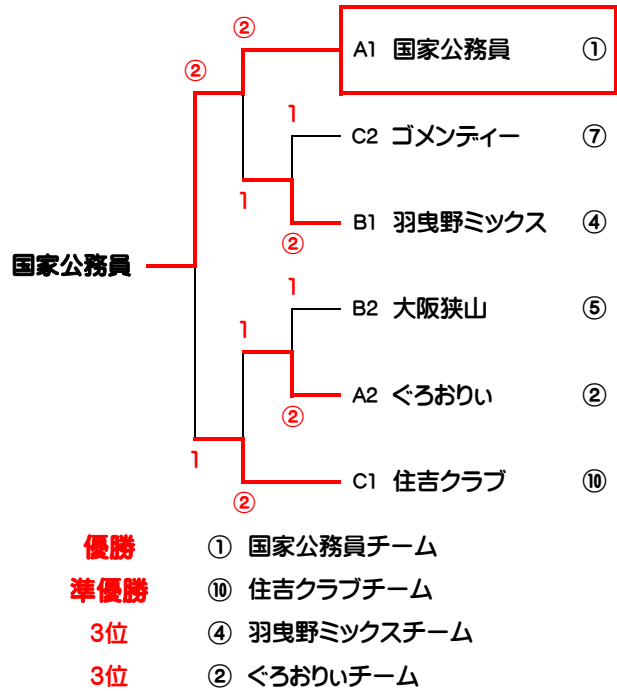 ②
A1 国家公務員 ①
②
1
C2 ゴメンディー ⑦
1
B1 羽曳野ミックス ④
②
国家公務員
1
B2 大阪狭山 ⑤
1
A2 ぐろおりぃ ②
②
1
C1 住吉クラブ ⑩
②
優勝 ① 国家公務員チーム
準優勝 ⑩ 住吉クラブチーム
3位 ④ 羽曳野ミックスチーム
3位 ② ぐろおりぃチーム